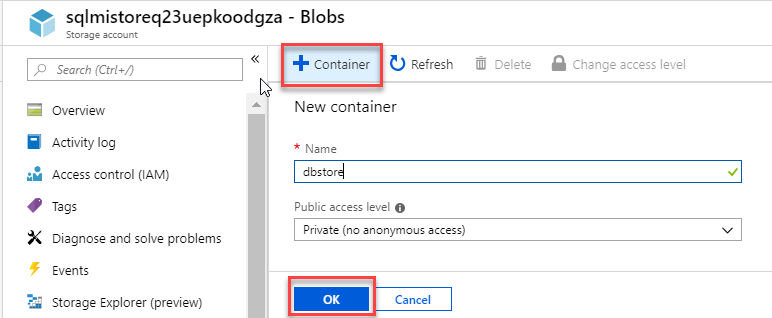 sqlmistoreq23uepkoodgza - Blobs
Storage account
Search (Ctrl+/)
«
Overview
Activity log
Access control (IAM)
Tags
Diagnose and solve problems
Events
Storage Explorer (preview)
Container Refresh Delete Change access level
New container
* Name
dbstore
Public access level
Private (no anonymous access)
OK Cancel